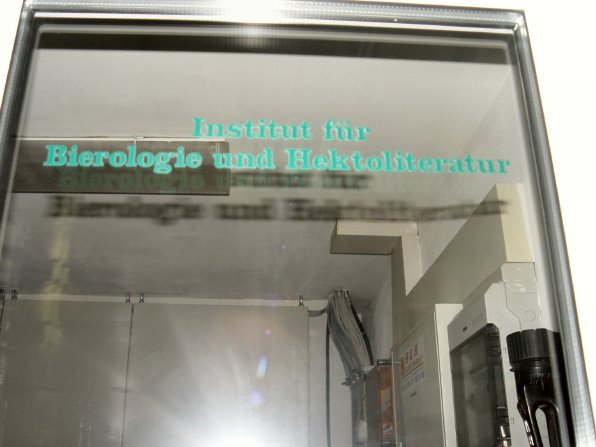 Institut für
Bierologie und Hektoliteratur